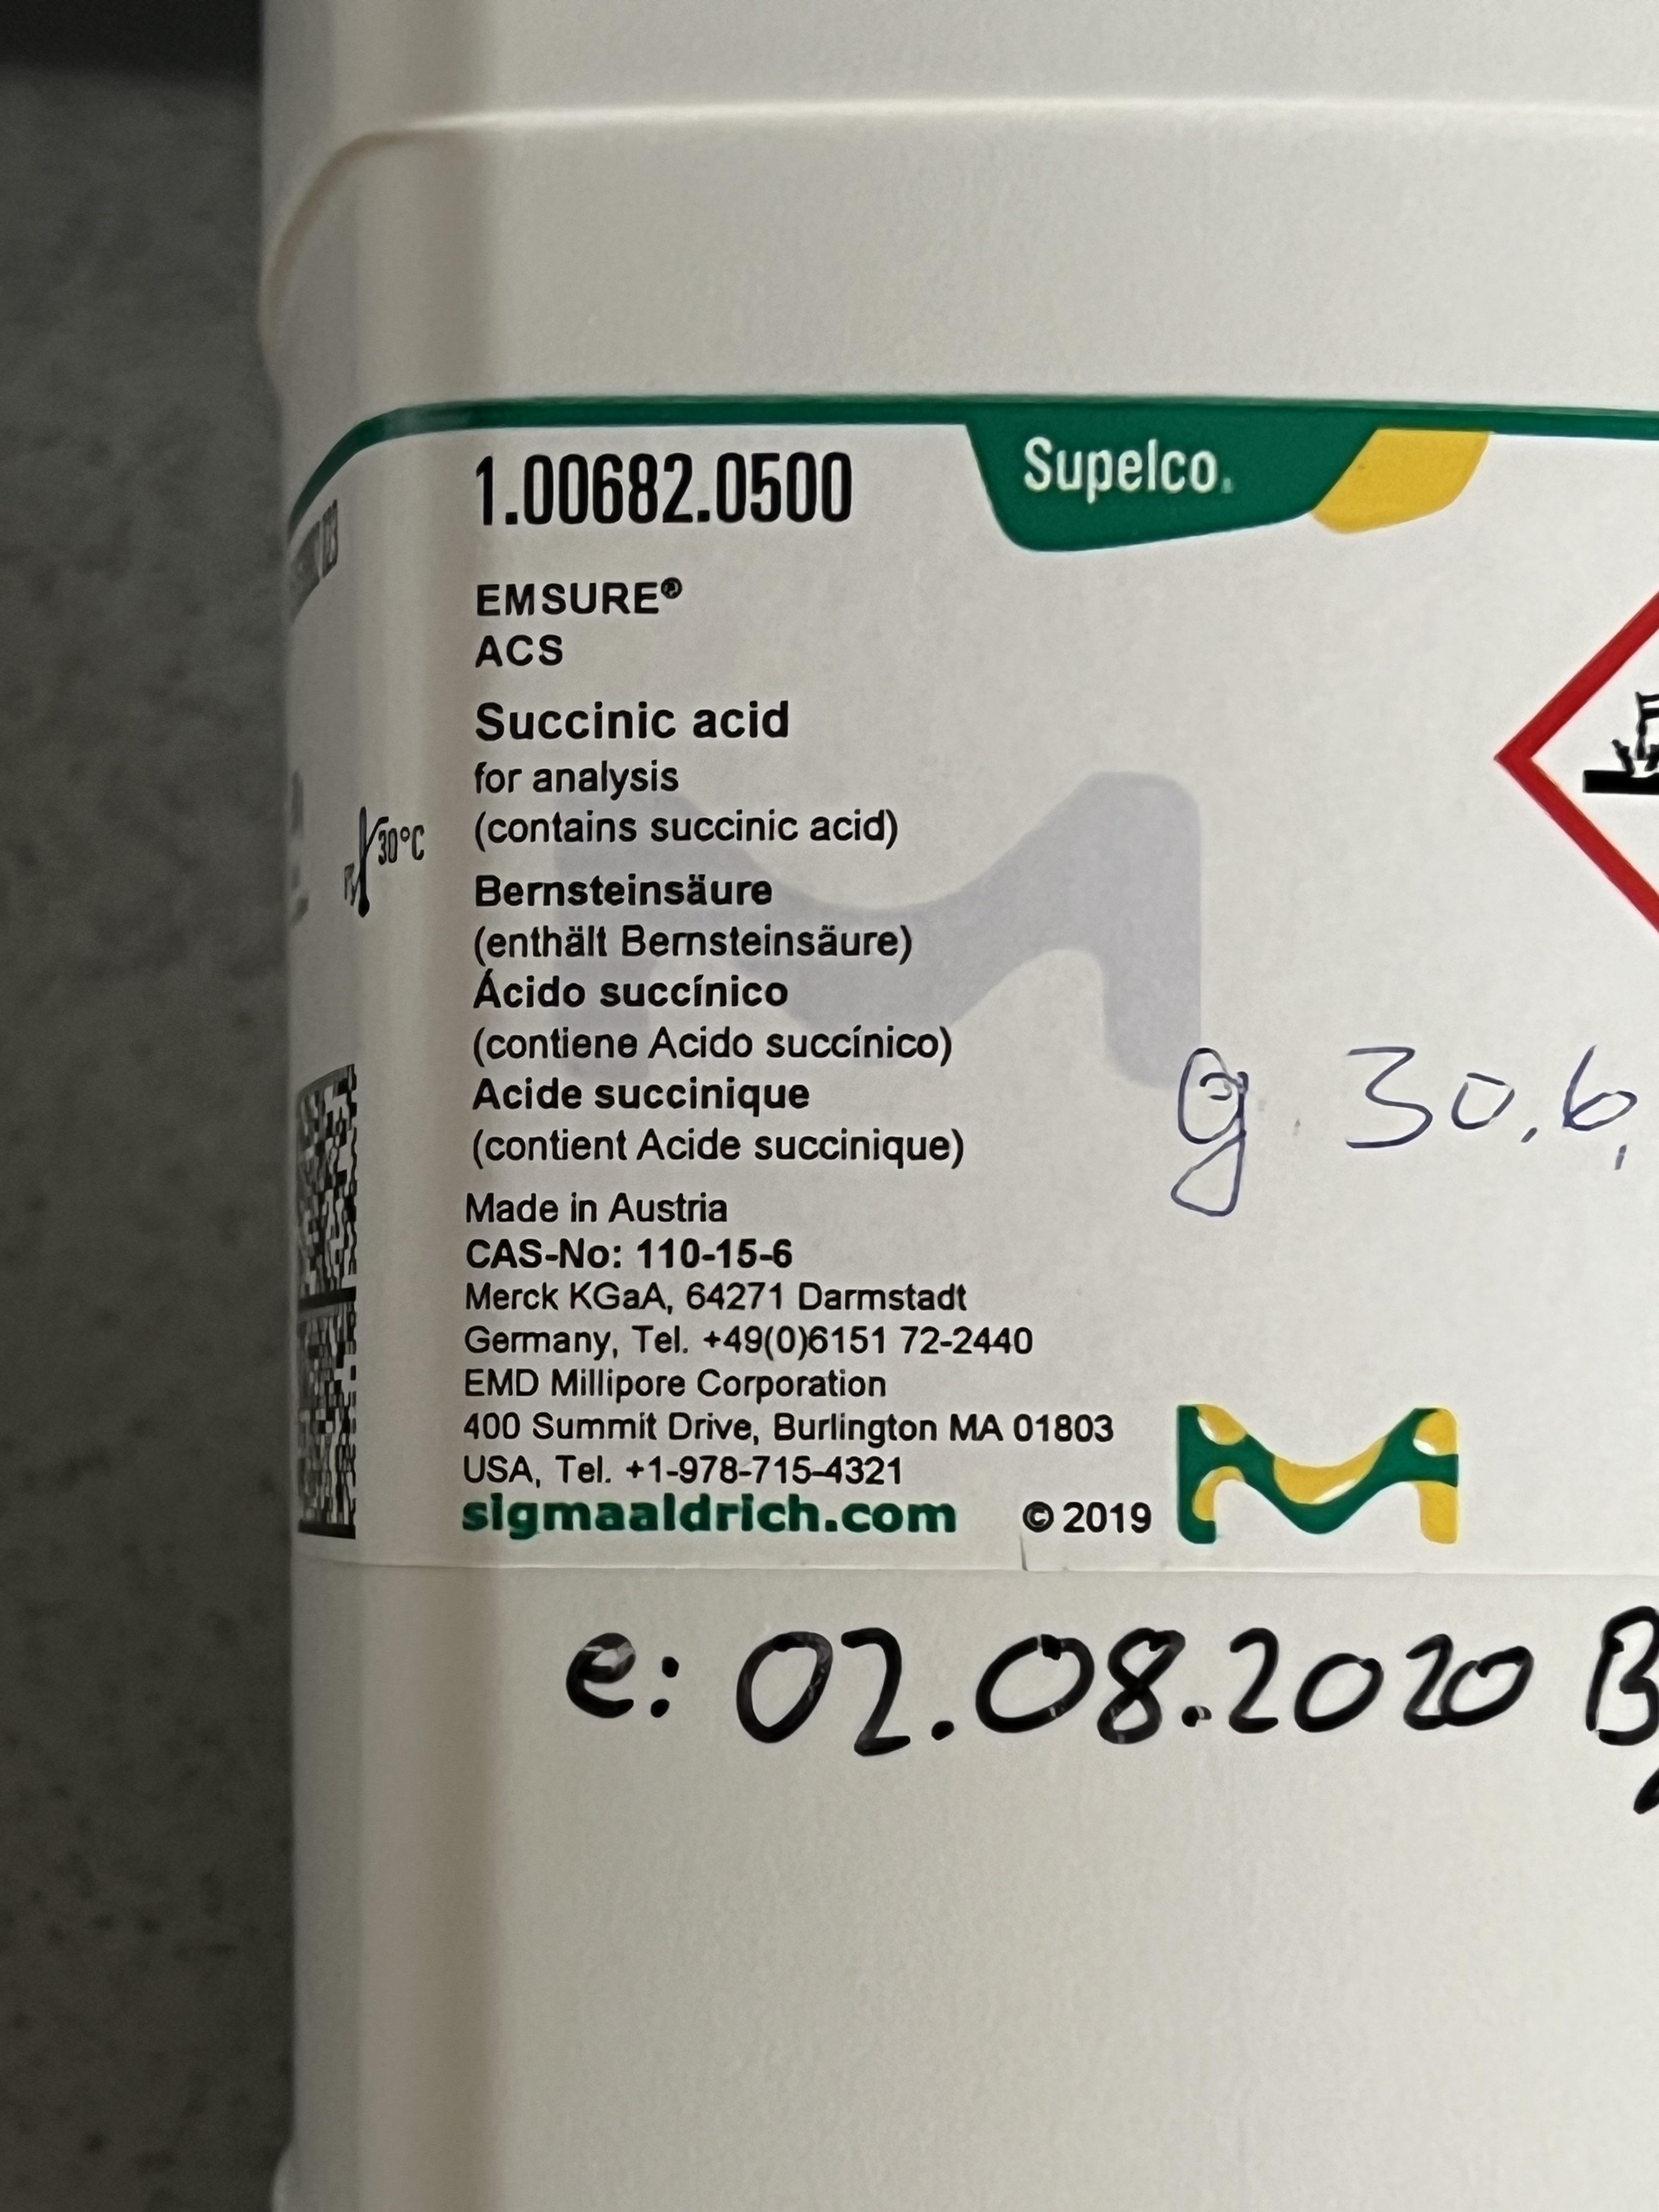 1.00682.0500
Supelco®
EMSURE®
ACS
Succinic acid
for analysis
(contains succinic acid)
30°C
Bernsteinsäure
(enthält Bernsteinsäure)
Ácido succínico
(contiene Acido succínico)
Acide succinique
(contient Acide succinique)
g. 30.6.
Made in Austria
CAS-No: 110-15-6
Merck KGaA, 64271 Darmstadt
Germany, Tel. +49(0)6151 72-2440
EMD Millipore Corporation
400 Summit Drive, Burlington MA 01803
USA, Tel. +1-978-715-4321
sigmaaldrich.com © 2019
e: 02.08.2020